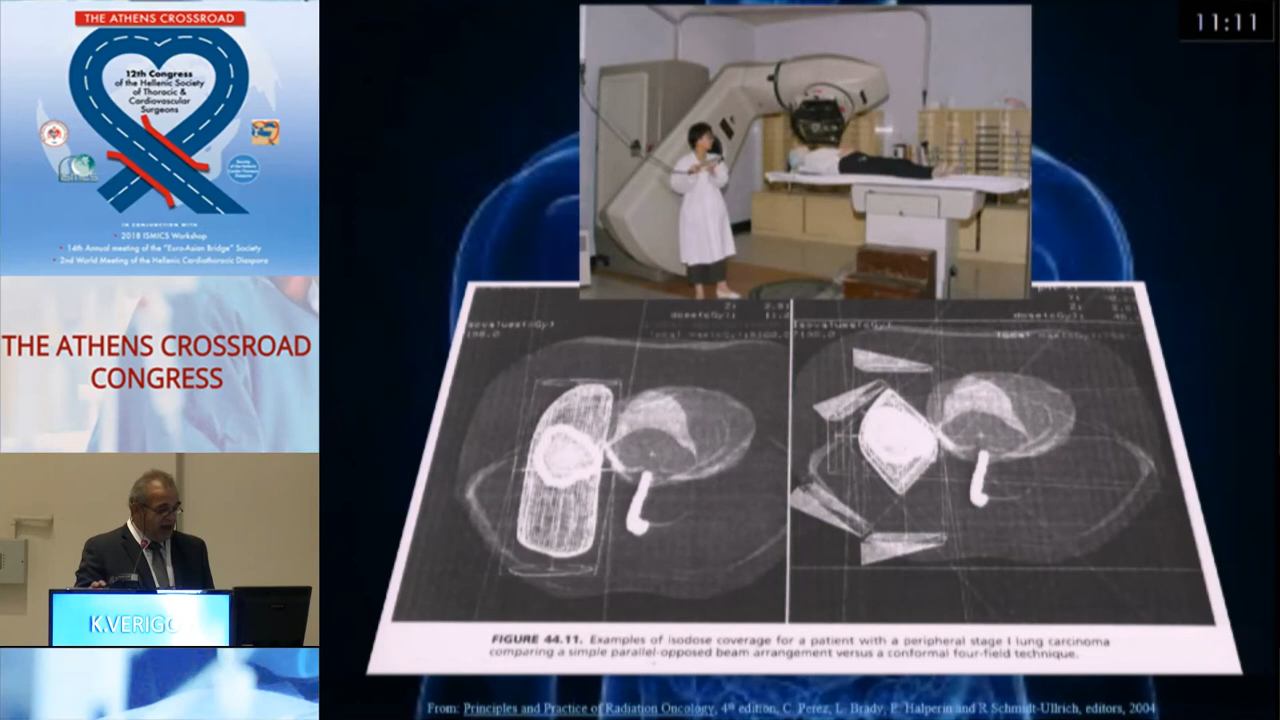 THE ATHENS CROSSROAD
12th Congress
of the Hellenic Society
of Thoracic &
Cardiovascular
Surgeons
ISMICS
IN CONJUNCTION WITH
• 2018 ISMICS Workshop
• 14th Annual meeting of the "Euro-Asian Bridge" Society
• 2nd World Meeting of the Hellenic Cardiothoracic Diaspora
THE ATHENS CROSSROAD
CONGRESS
K.VERIGO
11:11
FIGURE 44.11. Examples of isodose coverage for a patient with a peripheral stage I lung carcinoma
comparing a simple parallel-opposed beam arrangement versus a conformal four-field technique.
From: Principles and Practice of Radiation Oncology, 4th edition, C. Perez, L. Brady, E. Halperin and R Schmidt-Ullrich, editors, 2004